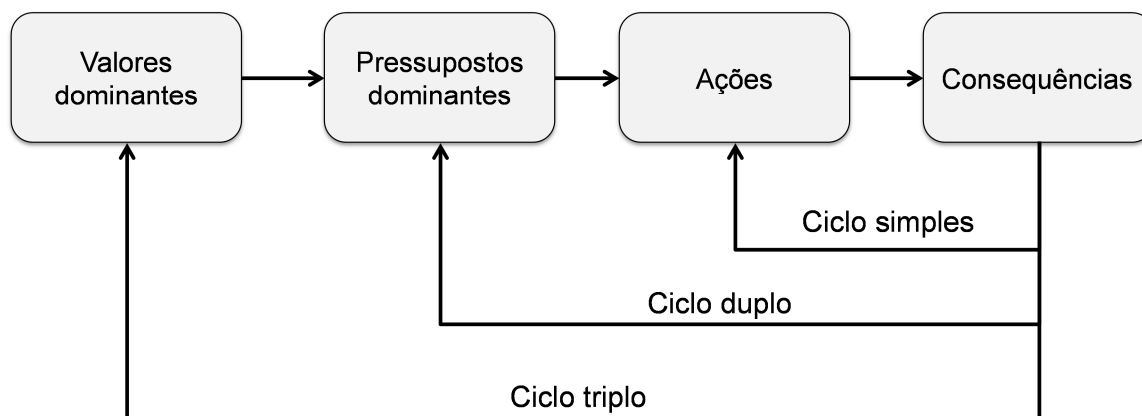 Valores
dominantes
Pressupostos
dominantes
Ações
Consequências
Ciclo simples
Ciclo duplo
Ciclo triplo